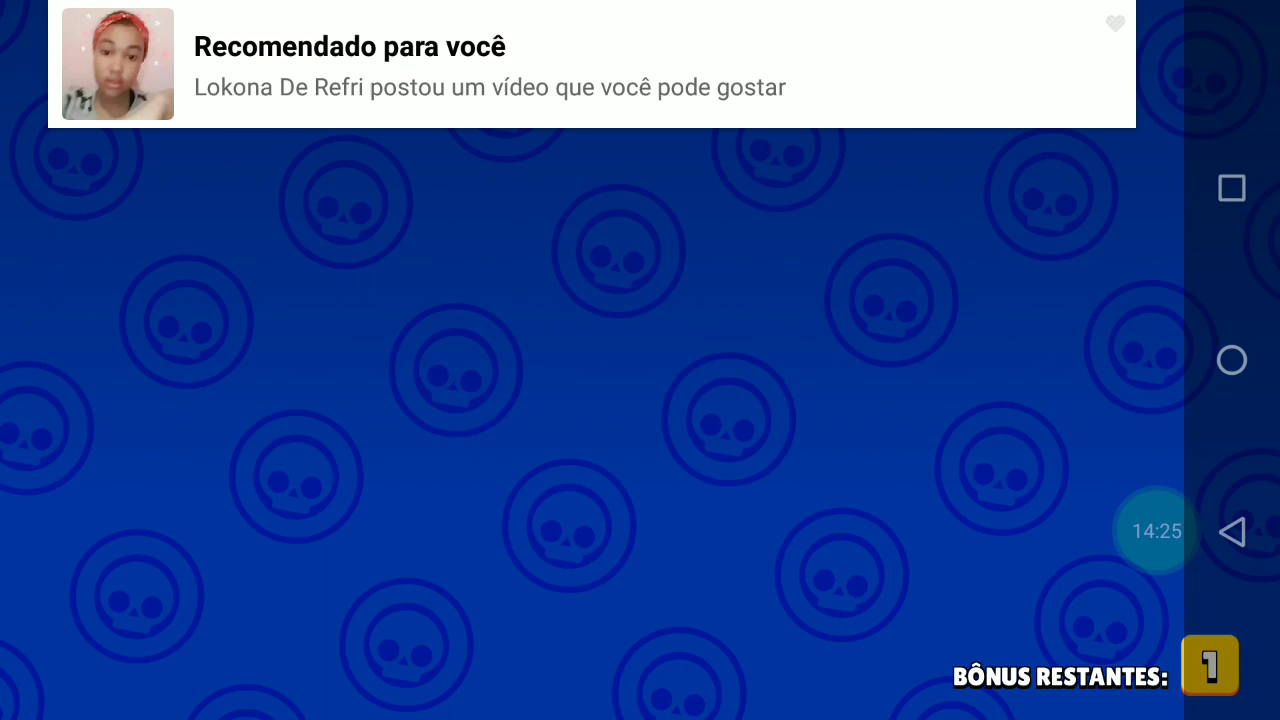 Recomendado para você
Lokona De Refri postou um vídeo que você pode gostar
14:25
BÔNUS RESTANTES: 1